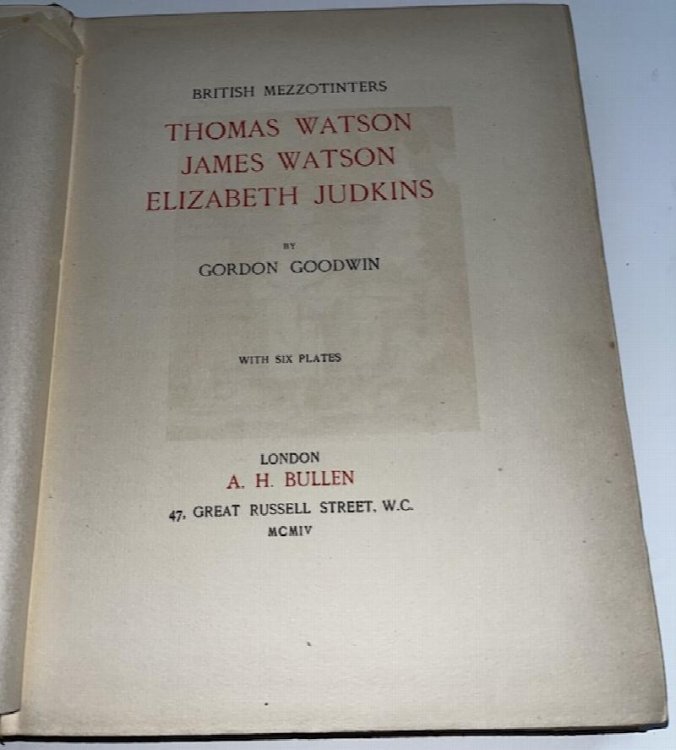 BRITISH MEZZOTINTERS
THOMAS WATSON
JAMES WATSON
ELIZABETH JUDKINS
BY
GORDON GOODWIN
WITH SIX PLATES
LONDON
A. H. BULLEN
47, GREAT RUSSELL STREET, W.C.
MCMIV